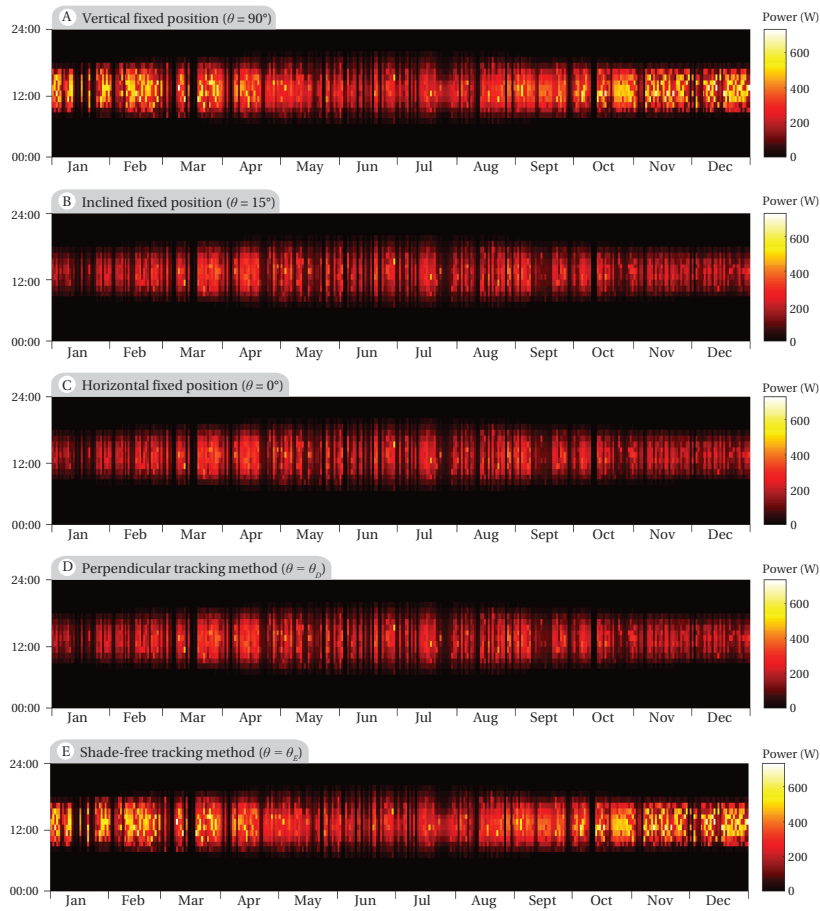 A Vertical fixed position (θ = 90°)
Power (W)
24:00
12:00
00:00
600
400
200
0
Jan Feb Mar Apr May Jun Jul Aug Sept Oct Nov Dec
B Inclined fixed position (θ = 15°)
Power (W)
24:00
12:00
00:00
600
400
200
0
Jan Feb Mar Apr May Jun Jul Aug Sept Oct Nov Dec
C Horizontal fixed position (θ = 0°)
Power (W)
24:00
12:00
00:00
600
400
200
0
Jan Feb Mar Apr May Jun Jul Aug Sept Oct Nov Dec
D Perpendicular tracking method (θ = θD)
Power (W)
24:00
12:00
00:00
600
400
200
0
Jan Feb Mar Apr May Jun Jul Aug Sept Oct Nov Dec
E Shade-free tracking method (θ = θE)
Power (W)
24:00
12:00
00:00
600
400
200
0
Jan Feb Mar Apr May Jun Jul Aug Sept Oct Nov Dec